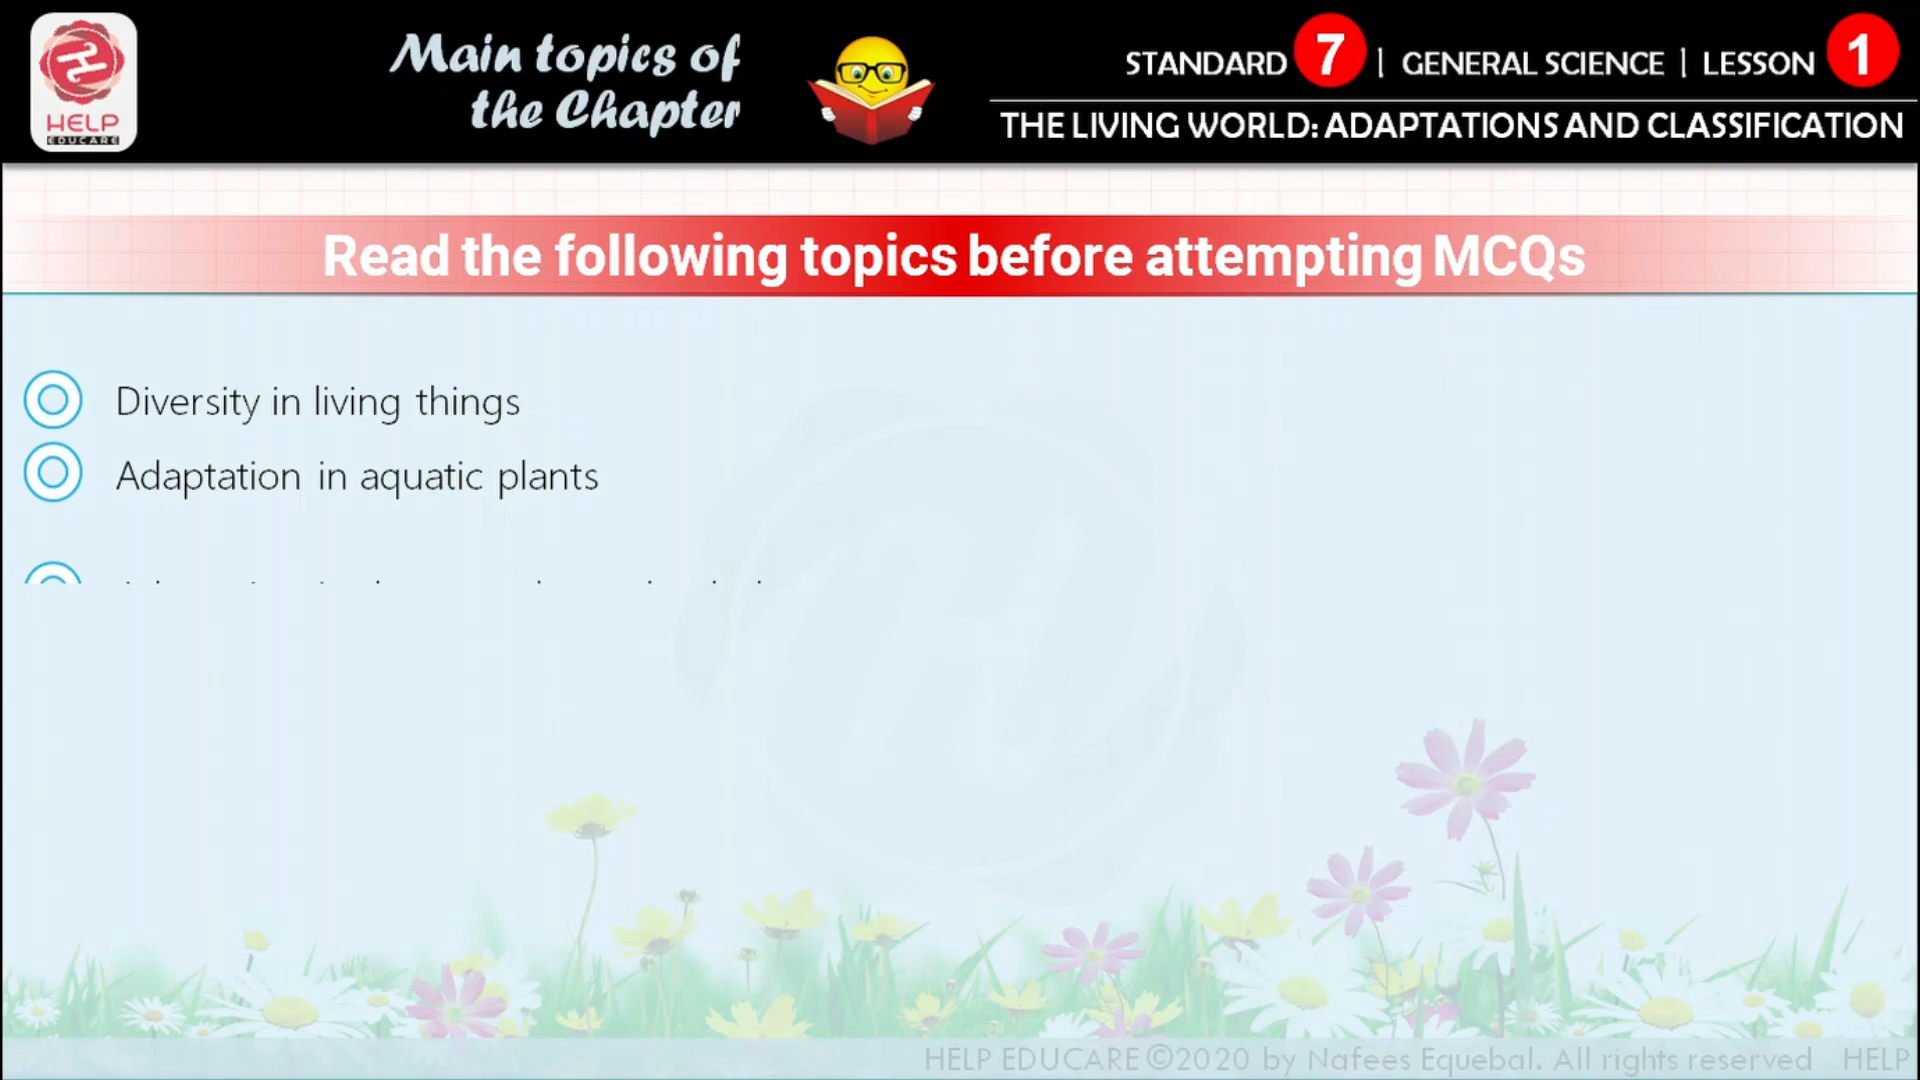 HELP
EDUCARE
Main topics of
the Chapter
STANDARD 7 | GENERAL SCIENCE | LESSON 1
THE LIVING WORLD: ADAPTATIONS AND CLASSIFICATION
Read the following topics before attempting MCQs
Diversity in living things
Adaptation in aquatic plants
HELP EDUCARE ©2020 by Nafees Equebal. All rights reserved HELP